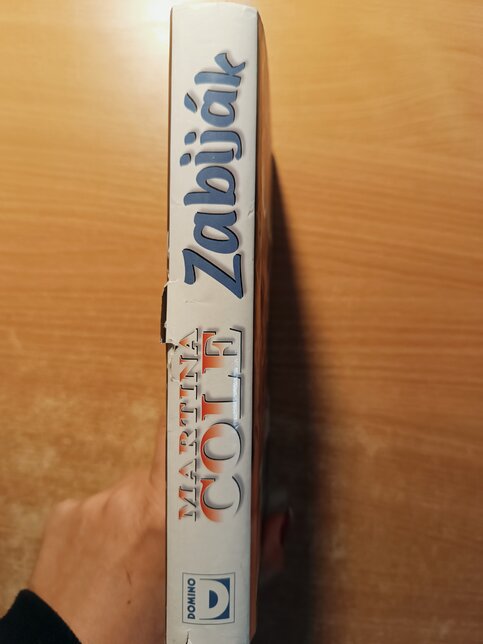 MARTINA
COLE
Zabiják
DOMINO
D